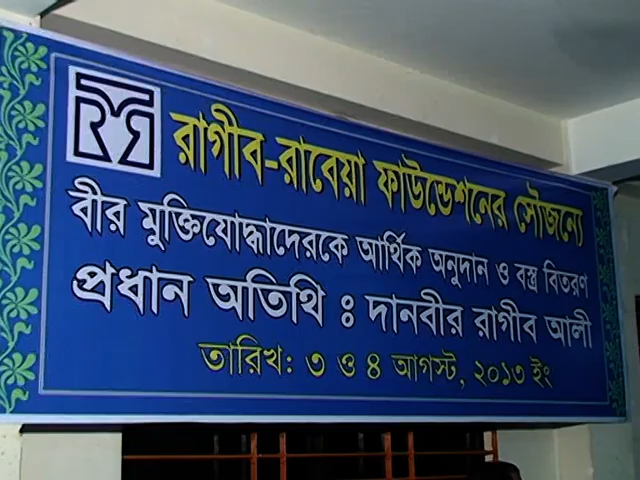 রাগীব-রাবেয়া ফাউন্ডেশনের সৌজন্যে
বীর মুক্তিযোদ্ধাদেরকে আর্থিক অনুদান ও বস্ত্র বিতরণ
প্রধান অতিথি ঃ দানবীর রাগীব আলী
তারিখ: ৩ ও ৪ আগস্ট, ২০১৩ ইং